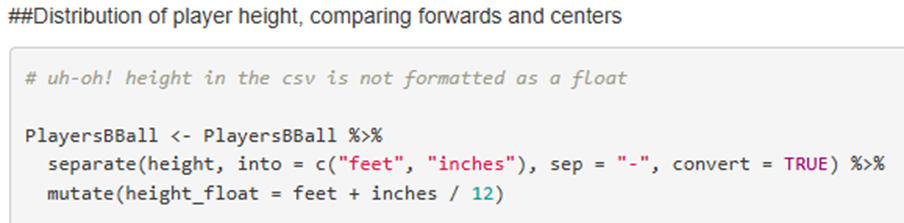 ##Distribution of player height, comparing forwards and centers
# uh-oh! height in the csv is not formatted as a float
PlayersBBall <- PlayersBBall %>%
separate(height, into = c("feet", "inches"), sep = "-", convert = TRUE) %>%
mutate(height_float = feet + inches / 12)